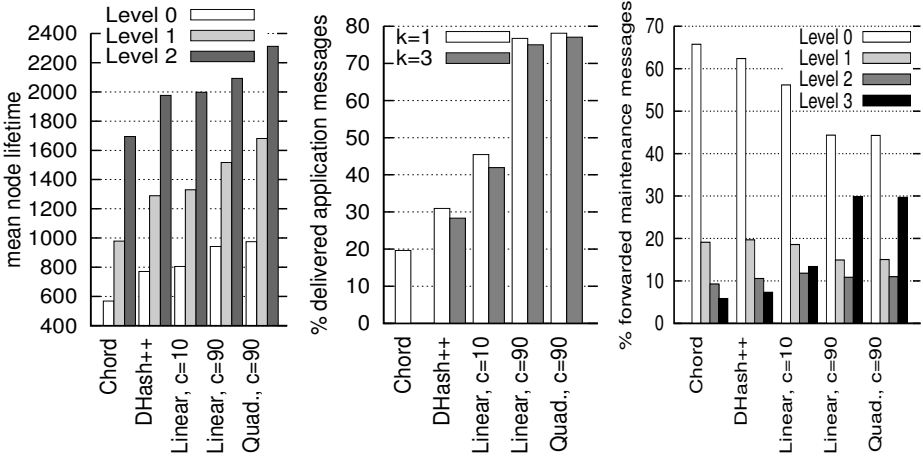 Level 0
Level 1
Level 2
mean node lifetime
2400
2200
2000
1800
1600
1400
1200
1000
800
600
400
Chord
DHash++
Linear, c=10
Linear, c=90
Quad., c=90
k=1
k=3
% delivered application messages
80
70
60
50
40
30
20
10
0
Chord
DHash++
Linear, c=10
Linear, c=90
Quad., c=90
Level 0
Level 1
Level 2
Level 3
% forwarded maintenance messages
70
60
50
40
30
20
10
0
Chord
DHash++
Linear, c=10
Linear, c=90
Quad., c=90